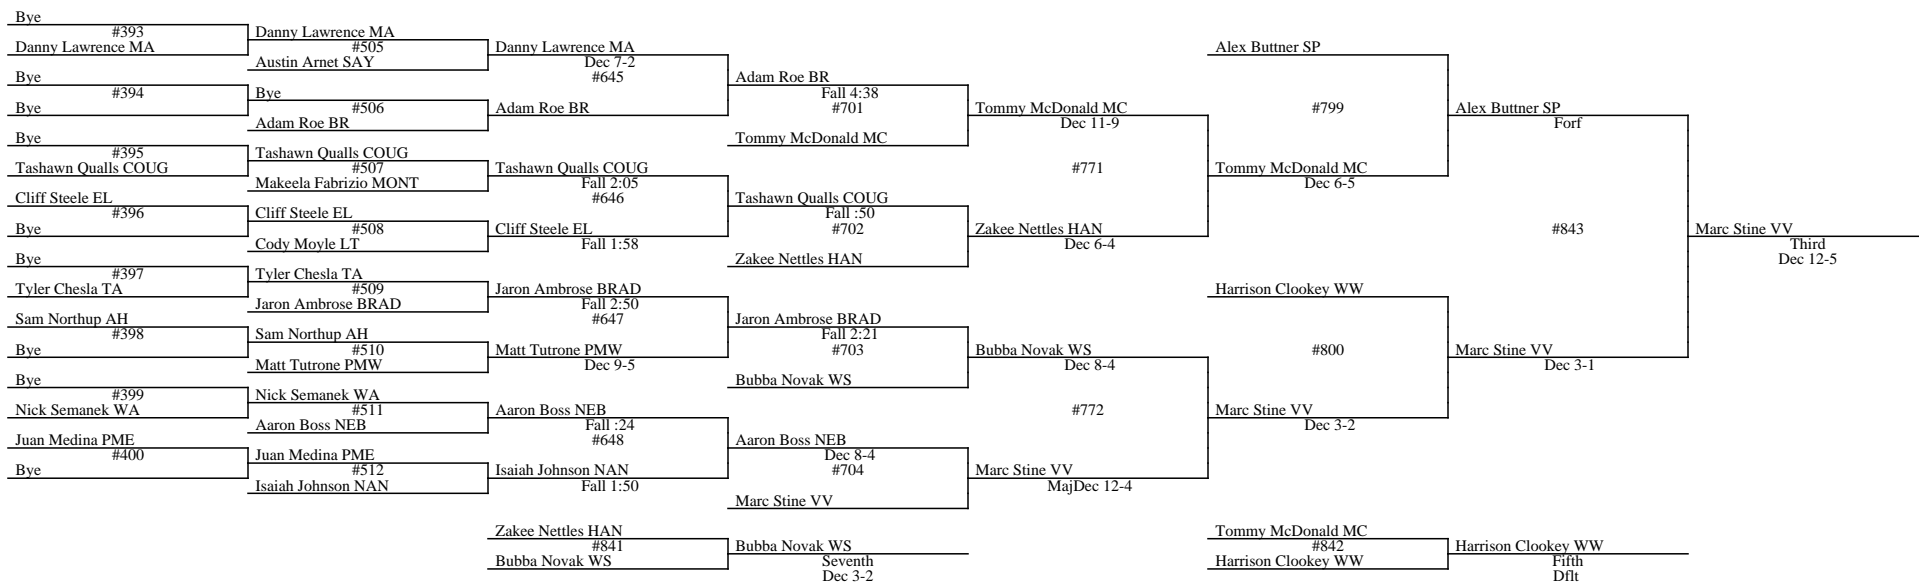 Bye
#393
Danny Lawrence MA
Bye
#394
Bye
Bye
#395
Tashawn Qualls COUG
Cliff Steele EL
#396
Bye
Bye
#397
Tyler Chesla TA
Sam Northup AH
#398
Bye
Bye
#399
Nick Semanek WA
Juan Medina PME
#400
Bye
Danny Lawrence MA
#505
Austin Arnet SAY
Bye
#506
Adam Roe BR
Tashawn Qualls COUG
#507
Makeela Fabrizio MONT
Cliff Steele EL
#508
Cody Moyle LT
Tyler Chesla TA
#509
Jaron Ambrose BRAD
Sam Northup AH
#510
Matt Tutrone PMW
Nick Semanek WA
#511
Aaron Boss NEB
Juan Medina PME
#512
Isaiah Johnson NAN
Danny Lawrence MA
Dec 7-2
#645
Adam Roe BR
Tashawn Qualls COUG
Fall 2:05
#646
Cliff Steele EL
Fall 1:58
Jaron Ambrose BRAD
Fall 2:50
#647
Matt Tutrone PMW
Dec 9-5
Aaron Boss NEB
Fall :24
#648
Isaiah Johnson NAN
Fall 1:50
Adam Roe BR
Fall 4:38
#701
Tommy McDonald MC
Tashawn Qualls COUG
Fall :50
#702
Zakee Nettles HAN
Jaron Ambrose BRAD
Fall 2:21
#703
Bubba Novak WS
Aaron Boss NEB
Dec 8-4
#704
Marc Stine VV
Tommy McDonald MC
Dec 11-9
#771
Zakee Nettles HAN
Dec 6-4
Bubba Novak WS
Dec 8-4
#772
Marc Stine VV
MajDec 12-4
Alex Buttner SP
#799
Tommy McDonald MC
Dec 6-5
Harrison Clookey WW
#800
Marc Stine VV
Dec 3-2
Alex Buttner SP
Forf
#843
Marc Stine VV
Dec 3-1
Marc Stine VV
Third
Dec 12-5
Zakee Nettles HAN
#841
Bubba Novak WS
Bubba Novak WS
Seventh
Dec 3-2
Tommy McDonald MC
#842
Harrison Clookey WW
Harrison Clookey WW
Fifth
Dflt